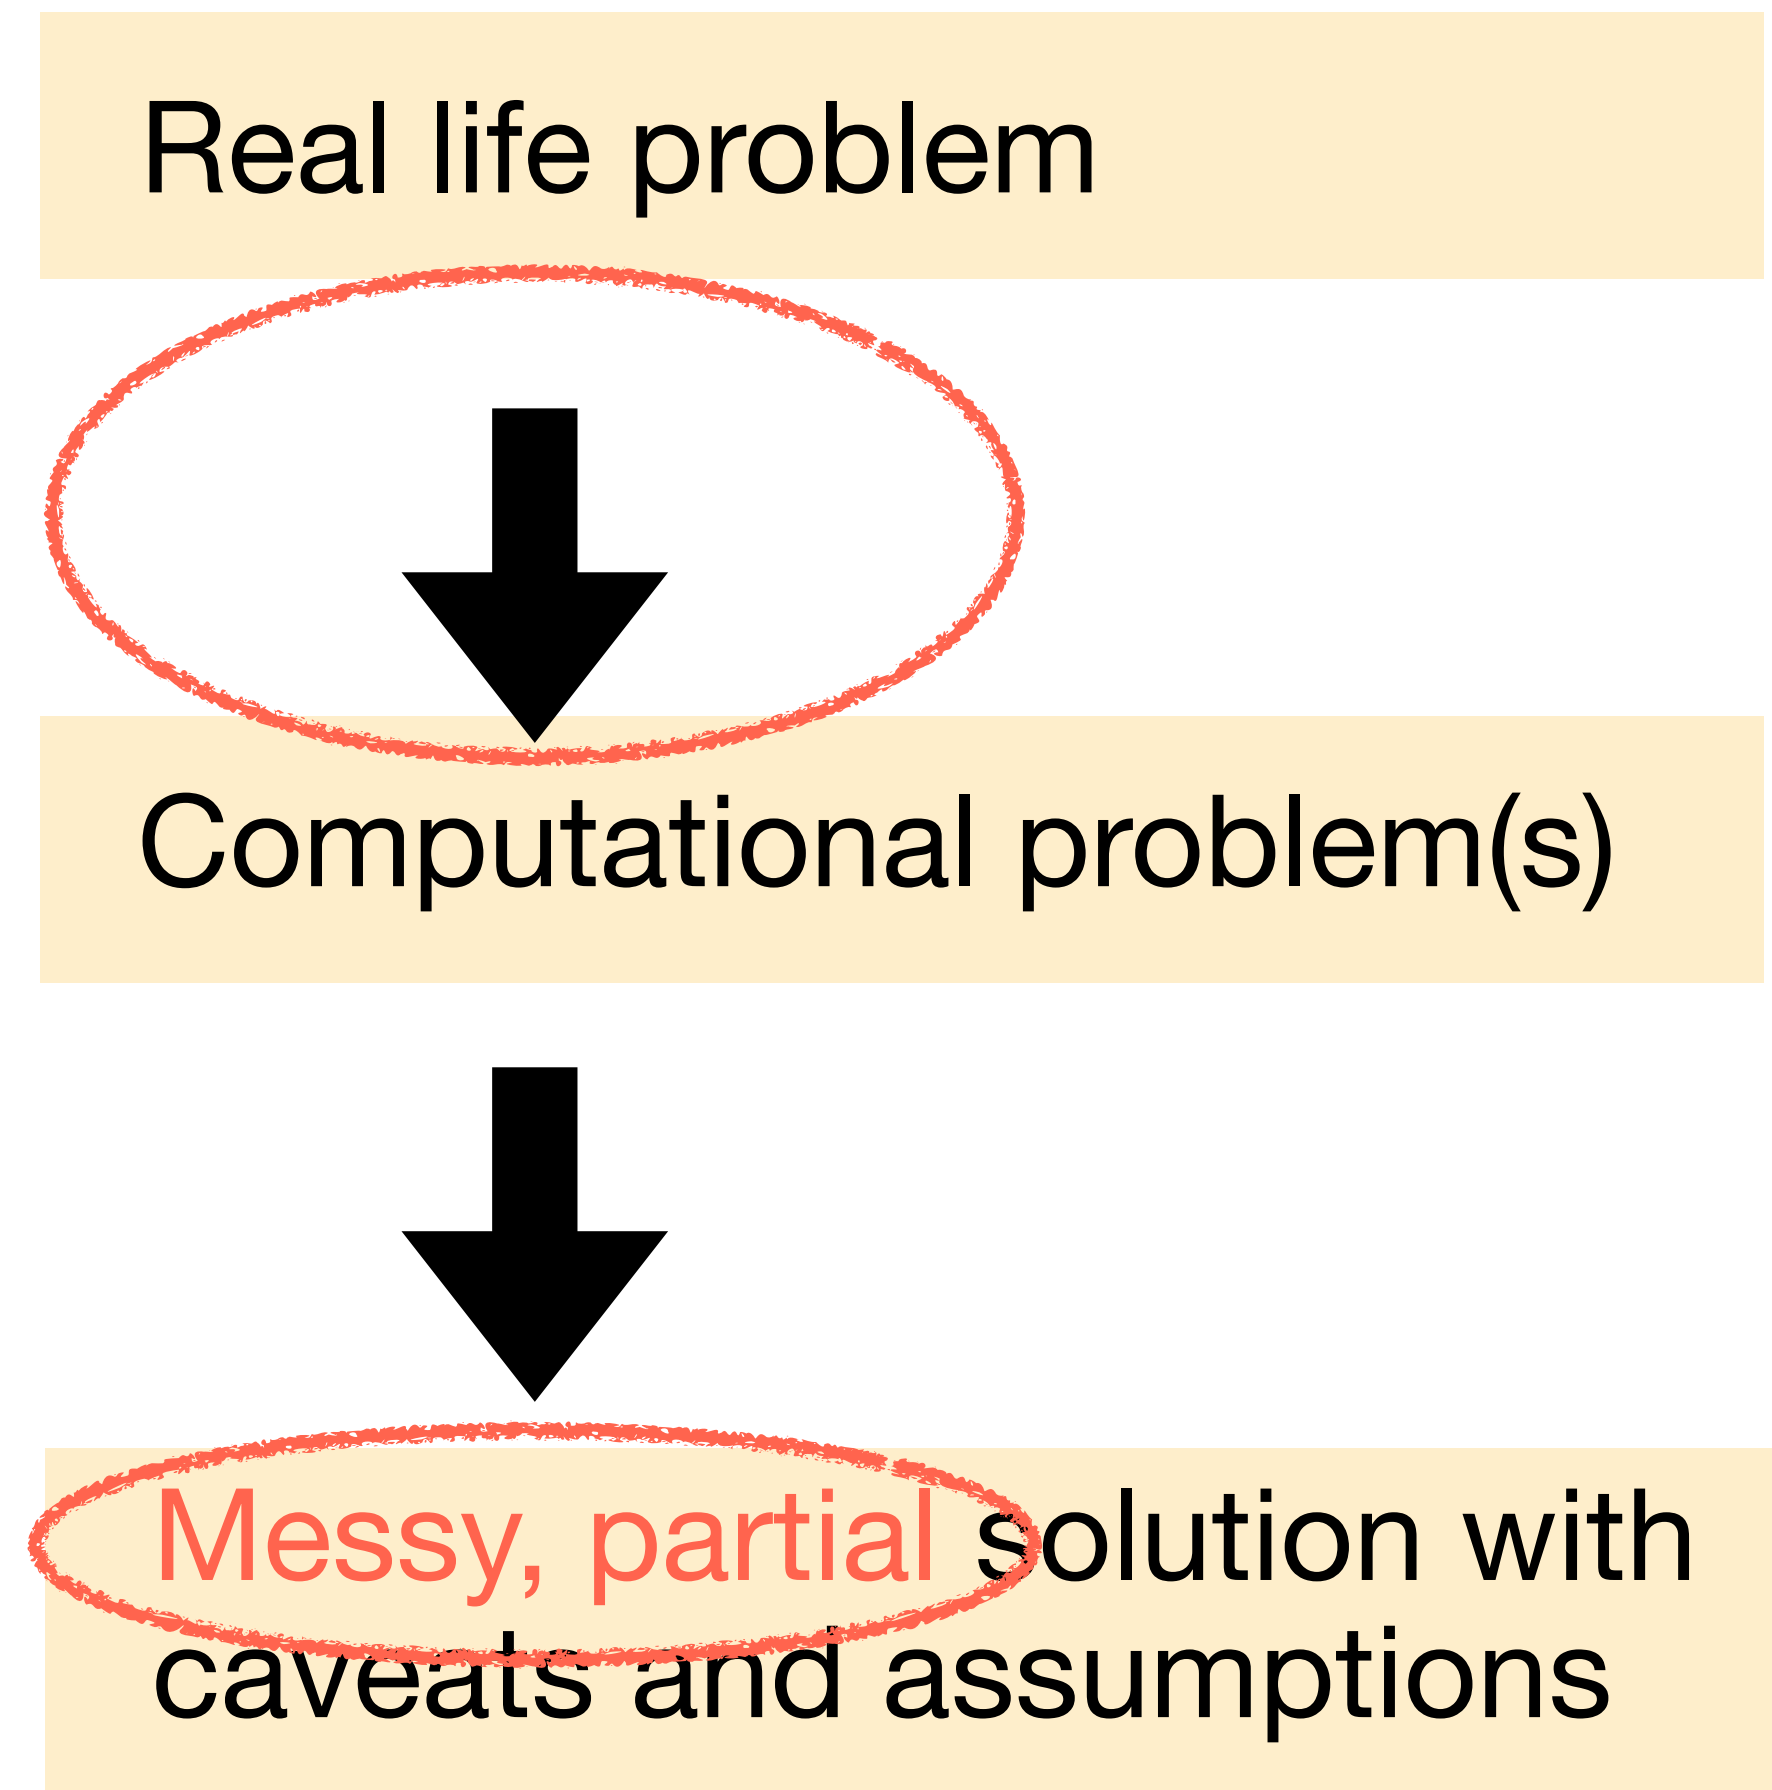 Real life problem
Computational problem(s)
Messy, partial solution with
caveats and assumptions